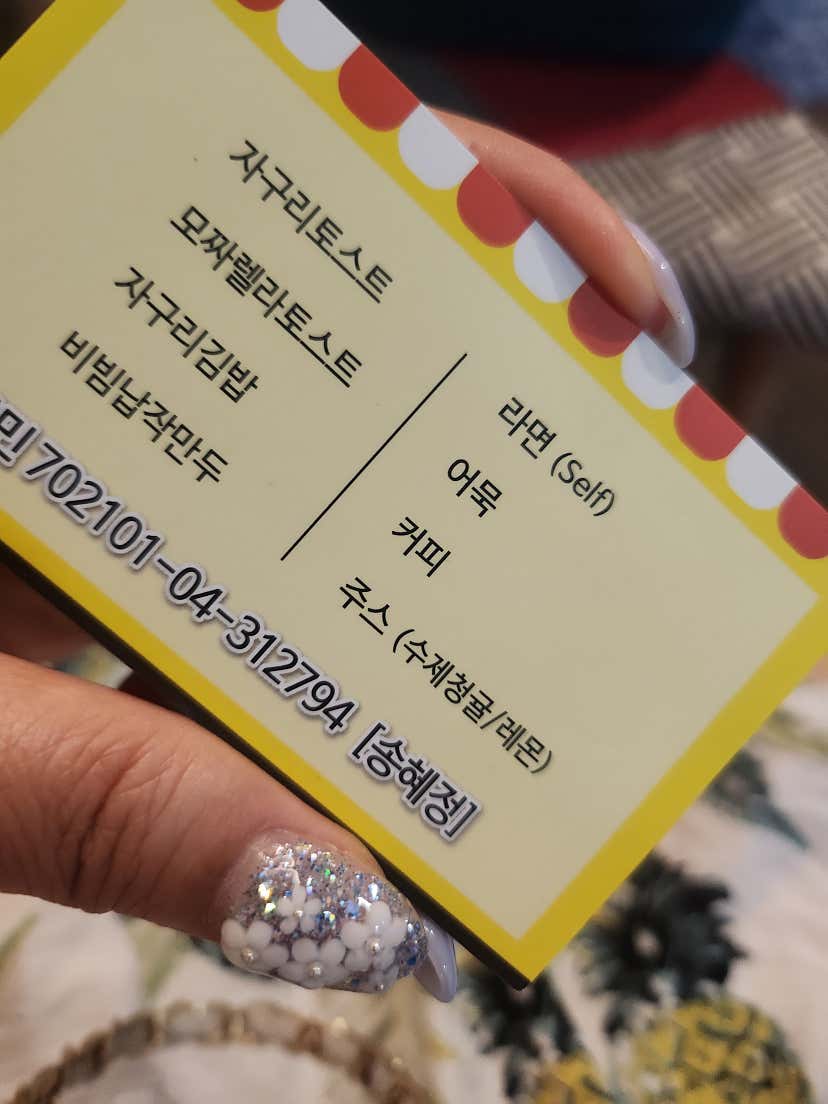 자구리토스트
모짜렐라토스트
자구리김밥
비빔납작만두
라면 (Self)
어묵
커피
주스 (수제청귤/레몬)
민 702101-04-312794 [송혜정]